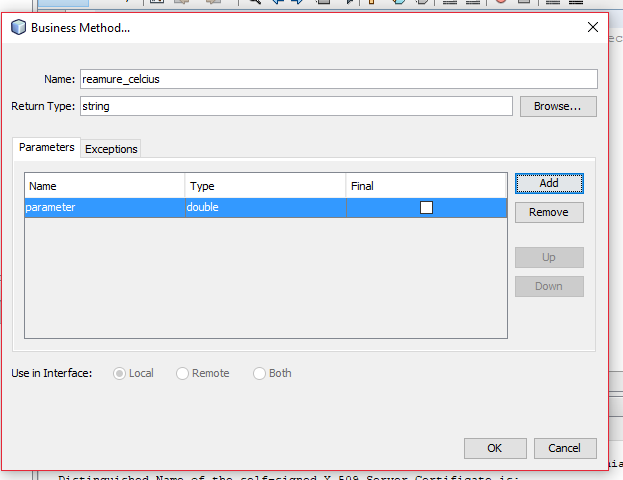 ec
Business Method...
Name: reamure_celcius
Return Type: string Browse...
Parameters Exceptions
Name Type Final
parameter double
Add
Remove
Up
Down
Use in Interface: Local Remote Both
OK Cancel
Distinguished Name of the self-signed X.509 Server Certificate is: